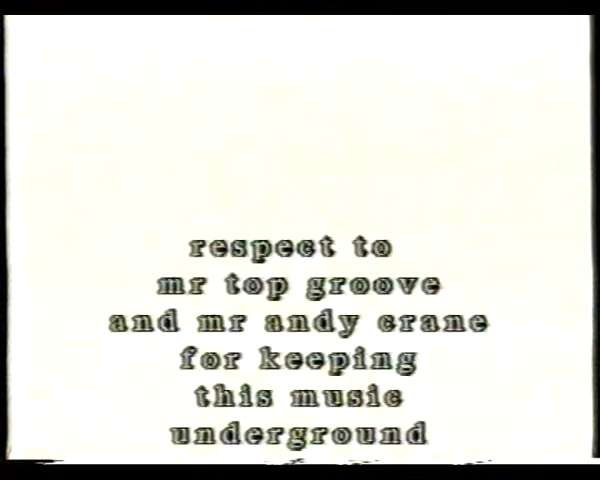 respect to
mr top groove
and mr andy crane
for keeping
this music
underground